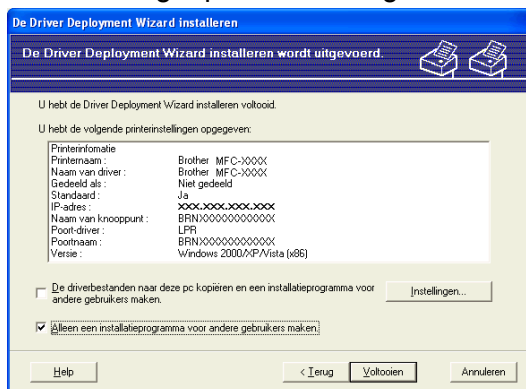 De Driver Deployment Wizard installeren
De Driver Deployment Wizard installeren wordt uitgevoerd.
U hebt de Driver Deployment Wizard installeren voltooid.
U hebt de volgende printerinstellingen opgegeven:
Printerinfomatie
Printernaam : Brother MFC-XXXX
Naam van driver : Brother MFC-XXXX
Gedeeld als : Niet gedeeld
Standaard : Ja
IP-adres : XXX.XXX.XXX.XXX
Naam van knooppunt : BRNXXXXXXXXXXXX
Poort-driver : LPR
Poortnaam : BRNXXXXXXXXXXXX
Versie : Windows 2000/XP/Vista (x86)
De driverbestanden naar deze pc kopiëren en een installatieprogramma voor
andere gebruikers maken.
Instellingen...
Alleen een installatieprogramma voor andere gebruikers maken.
Help < Terug Voltooien Annuleren